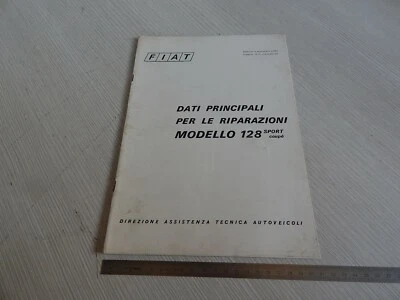 FIAT
DATI PRINCIPALI
PER LE RIPARAZIONI
MODELLO 128 SPORT
coupé
DIREZIONE ASSISTENZA TECNICA AUTOVEICOLI